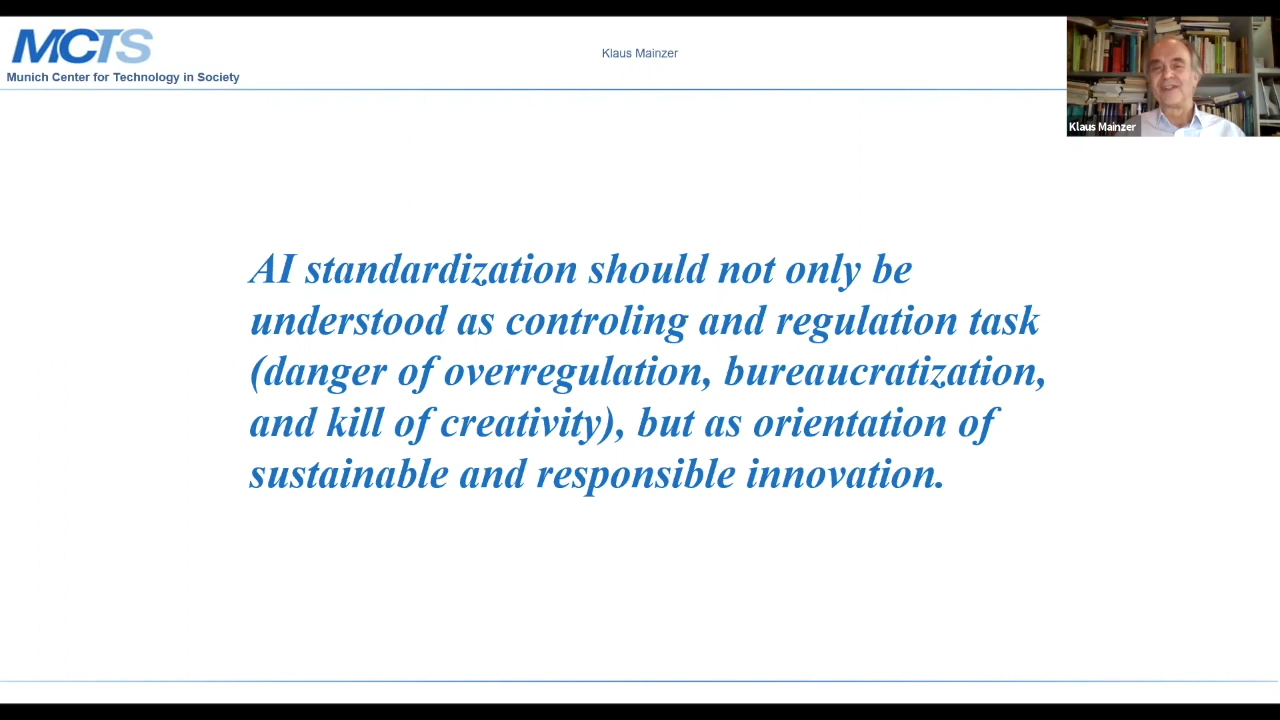 MCTS
Munich Center for Technology in Society
Klaus Mainzer
Klaus Mainzer
AI standardization should not only be
understood as controling and regulation task
(danger of overregulation, bureaucratization,
and kill of creativity), but as orientation of
sustainable and responsible innovation.